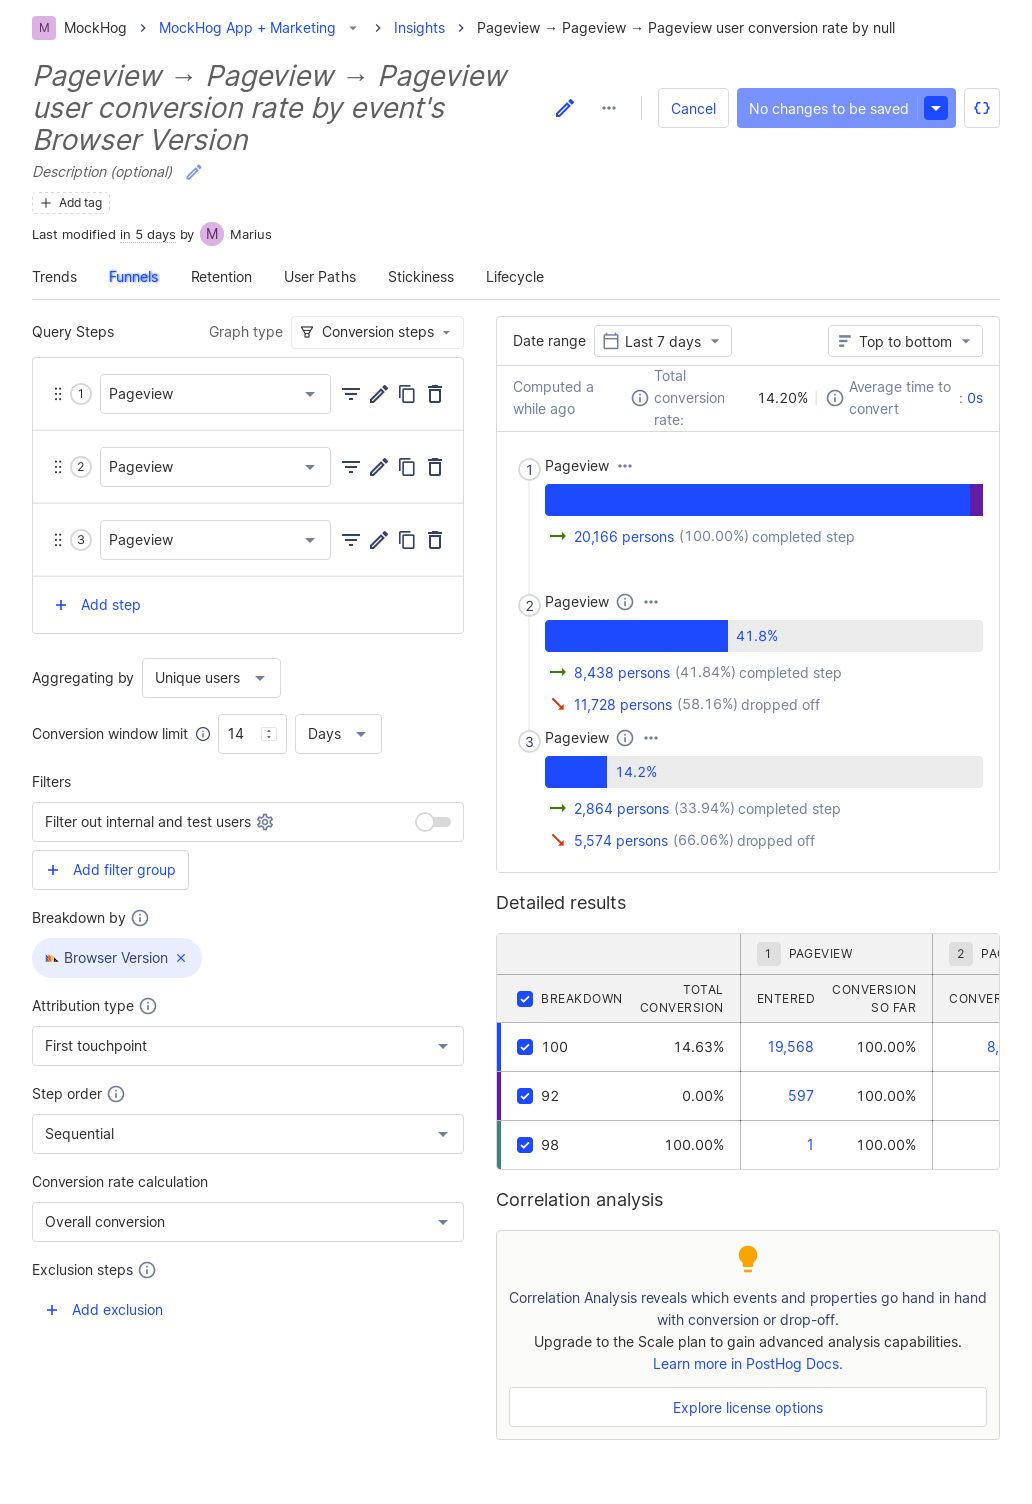 M MockHog > MockHog App + Marketing > Insights > Pageview → Pageview → Pageview user conversion rate by null
Pageview → Pageview → Pageview
user conversion rate by event's
Browser Version
Cancel
No changes to be saved
Description (optional)
Add tag
Last modified in 5 days by M Marius
Trends Funnels Retention User Paths Stickiness Lifecycle
Query Steps
Graph type Conversion steps
1 Pageview
2 Pageview
3 Pageview
+ Add step
Aggregating by Unique users
Conversion window limit 14 Days
Filters
Filter out internal and test users
+ Add filter group
Breakdown by
Browser Version
Attribution type
First touchpoint
Step order
Sequential
Conversion rate calculation
Overall conversion
Exclusion steps
+ Add exclusion
Date range Last 7 days Top to bottom
Computed a
while ago
Total
conversion
rate:
14.20%
Average time to
convert
: 0s
1 Pageview
→ 20,166 persons (100.00%) completed step
2 Pageview
41.8%
→ 8,438 persons (41.84%) completed step
11,728 persons (58.16%) dropped off
3 Pageview
14.2%
→ 2,864 persons (33.94%) completed step
5,574 persons (66.06%) dropped off
Detailed results
1 PAGEVIEW 2
BREAKDOWN
TOTAL
CONVERSION
ENTERED
CONVERSION
SO FAR
100 14.63% 19,568 100.00% 8,
92 0.00% 597 100.00%
98 100.00% 1 100.00%
Correlation analysis
Correlation Analysis reveals which events and properties go hand in hand
with conversion or drop-off.
Upgrade to the Scale plan to gain advanced analysis capabilities.
Learn more in PostHog Docs.
Explore license options